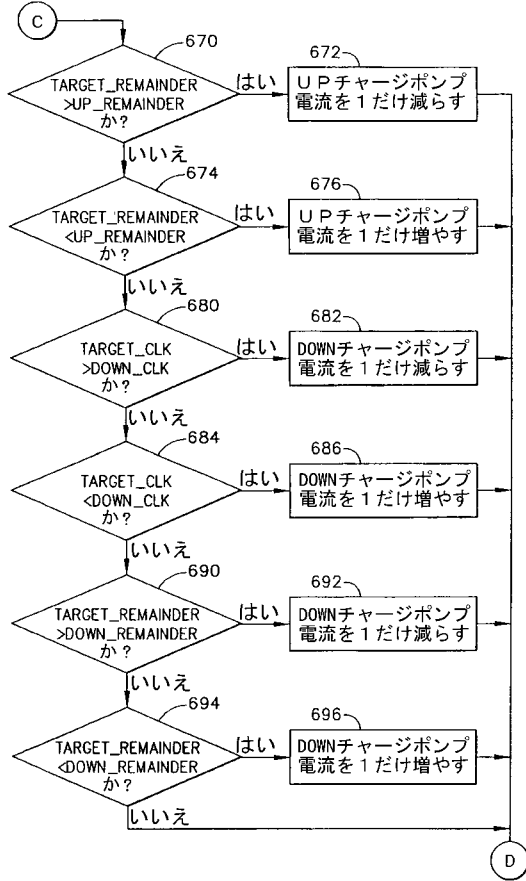 C
670
TARGET_REMAINDER
>UP_REMAINDER
か?
はい
672
UPチャージポンプ
電流を1だけ減らす
いいえ
674
TARGET_REMAINDER
<UP_REMAINDER
か?
はい
676
UPチャージポンプ
電流を1だけ増やす
いいえ
680
TARGET_CLK
>DOWN_CLK
か?
はい
682
DOWNチャージポンプ
電流を1だけ減らす
いいえ
684
TARGET_CLK
<DOWN_CLK
か?
はい
686
DOWNチャージポンプ
電流を1だけ増やす
いいえ
690
TARGET_REMAINDER
>DOWN_REMAINDER
か?
はい
692
DOWNチャージポンプ
電流を1だけ減らす
いいえ
694
TARGET_REMAINDER
<DOWN_REMAINDER
か?
はい
696
DOWNチャージポンプ
電流を1だけ増やす
いいえ
D